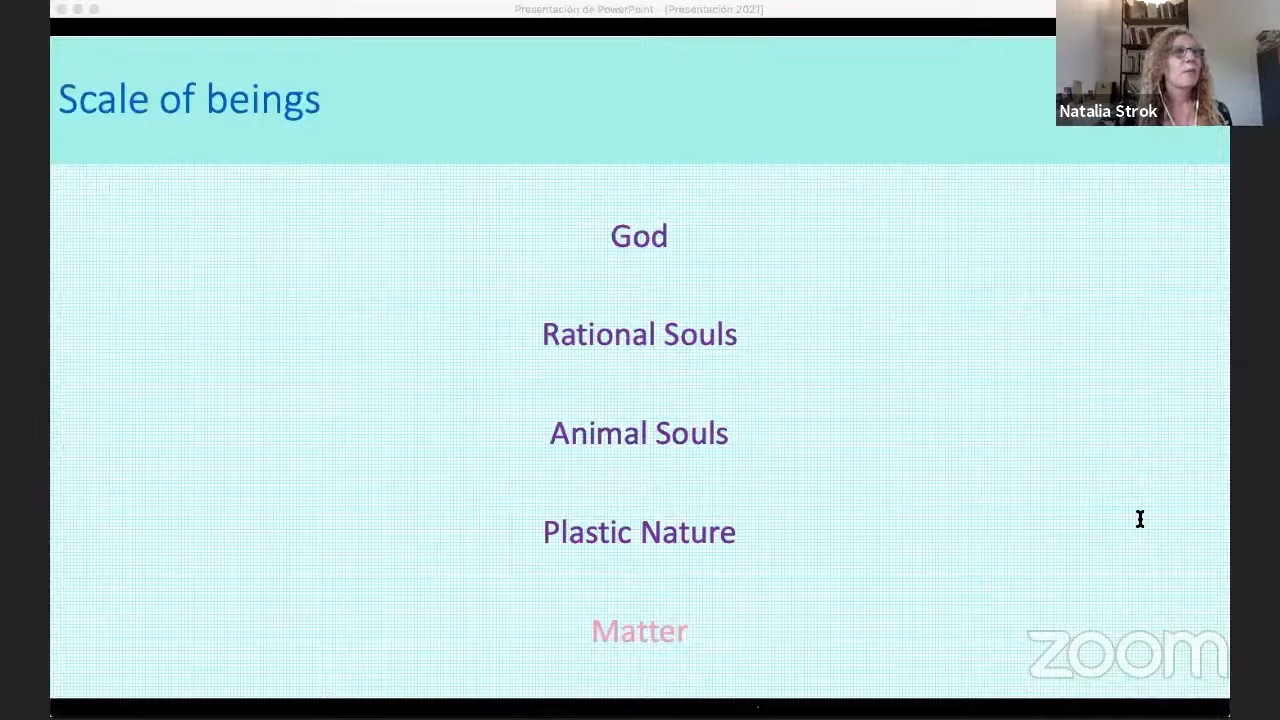 Presentación de PowerPoint - [Presentación 2021]
Scale of beings
Natalia Strok
God
Rational Souls
Animal Souls
Plastic Nature
Matter
zoom